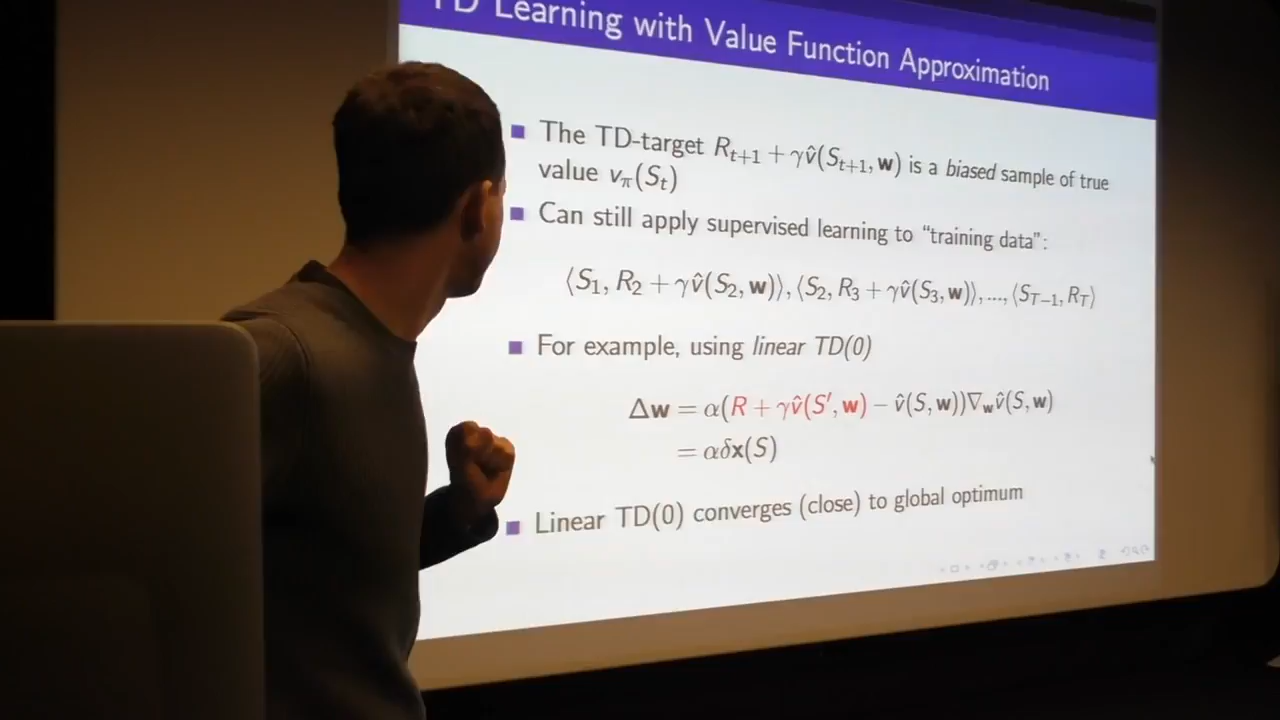 TD Learning with Value Function Approximation
The TD-target R_{t+1} + γv̂(S_{t+1}, w) is a biased sample of true
value v_π(S_t)
Can still apply supervised learning to “training data”:
⟨S_1, R_2 + γv̂(S_2, w)⟩, ⟨S_2, R_3 + γv̂(S_3, w)⟩, ..., ⟨S_{T−1}, R_T⟩
For example, using linear TD(0)
Δw = α(R + γv̂(S′, w) − v̂(S, w))∇_w v̂(S, w)
= αδx(S)
Linear TD(0) converges (close) to global optimum